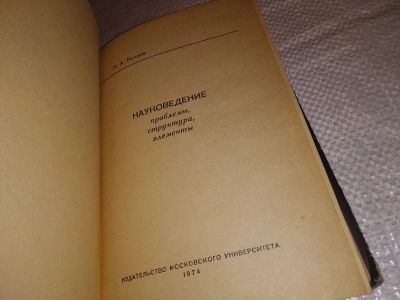 П. А. Рачков
НАУКОВЕДЕНИЕ
проблемы,
структура,
элементы
ИЗДАТЕЛЬСТВО МОСКОВСКОГО УНИВЕРСИТЕТА
1974